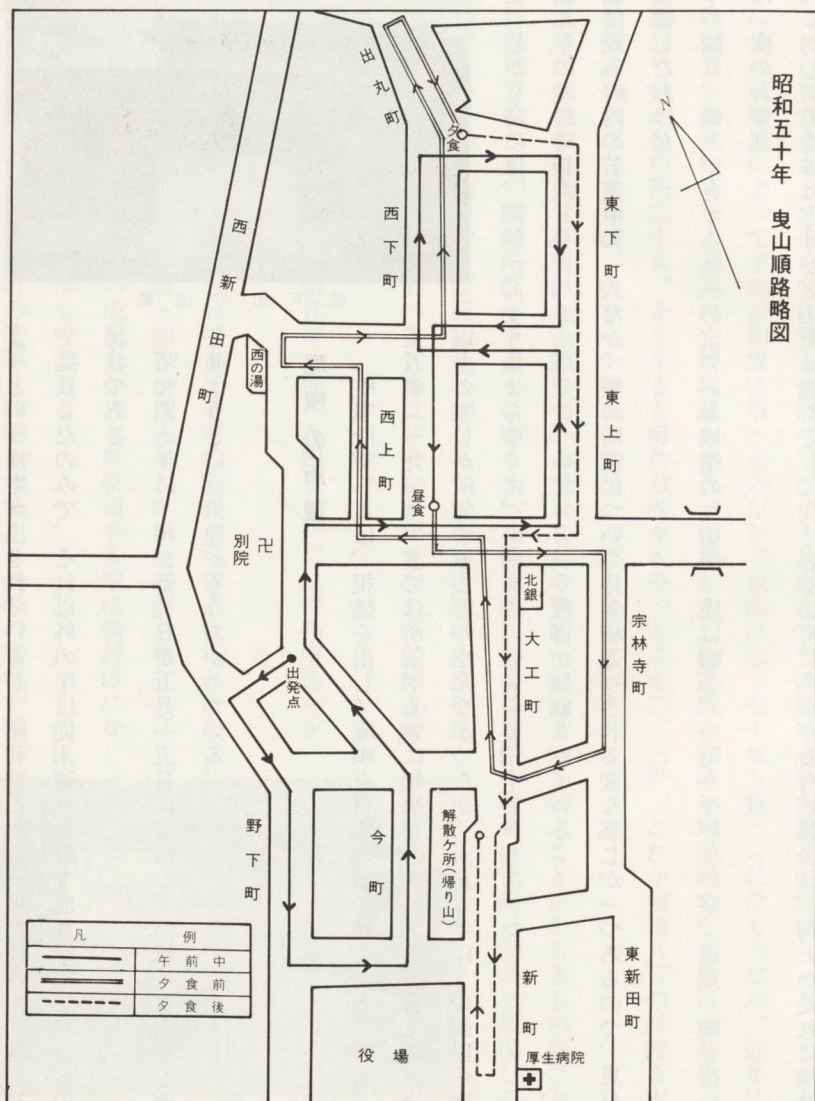 昭和五十年 曳山順路略図
N
出丸町
夕食
西下町
東下町
西新田町
西の湯
西上町
東上町
昼食
別院
卍
北銀
大工町
宗林寺町
出発点
野下町
今町
解散ケ所(帰り山)
新町
東新田町
役場
厚生病院
凡例
午前中
夕食前
夕食後